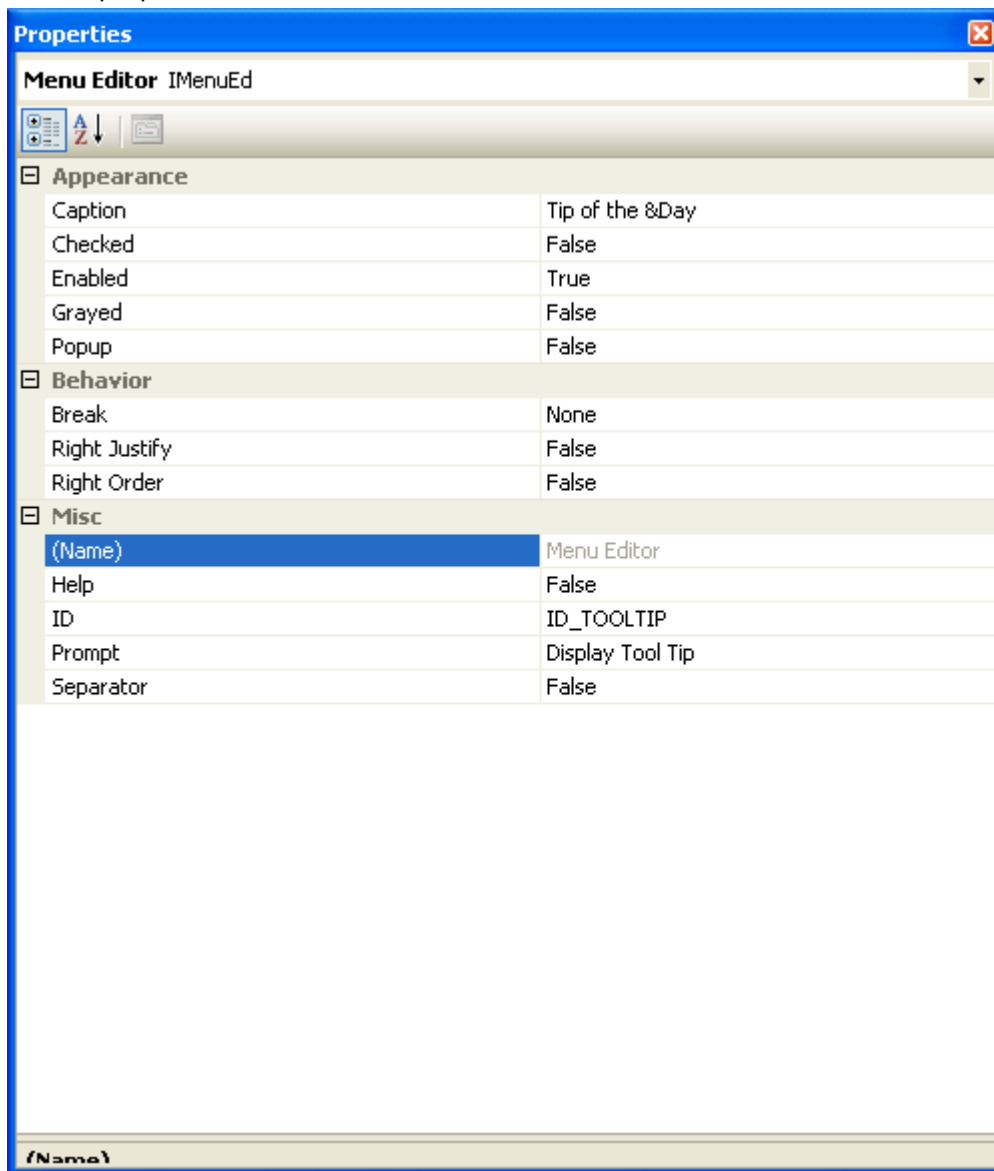 Properties
Menu Editor IMenuEd
Appearance
Caption Tip of the &Day
Checked False
Enabled True
Grayed False
Popup False
Behavior
Break None
Right Justify False
Right Order False
Misc
(Name) Menu Editor
Help False
ID ID_TOOLTIP
Prompt Display Tool Tip
Separator False
(Name)